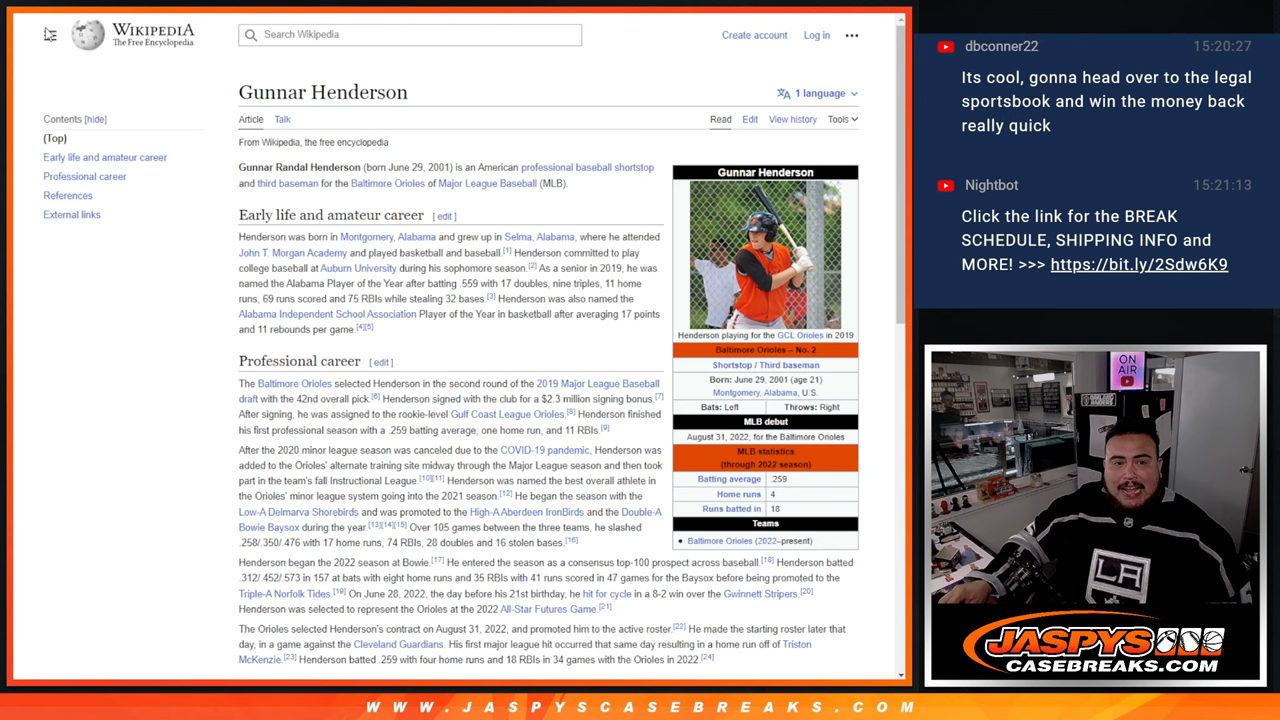 WIKIPEDIA
The Free Encyclopedia
Search Wikipedia
Create account
Log in
Gunnar Henderson
1 language
Contents [hide]
(Top)
Early life and amateur career
Professional career
References
External links
Article
Talk
Read
Edit
View history
Tools
From Wikipedia, the free encyclopedia
Gunnar Randal Henderson (born June 29, 2001) is an American professional baseball shortstop
and third baseman for the Baltimore Orioles of Major League Baseball (MLB).
Early life and amateur career [ edit ]
Henderson was born in Montgomery, Alabama and grew up in Selma, Alabama, where he attended
John T. Morgan Academy and played basketball and baseball.[1] Henderson committed to play
college baseball at Auburn University during his sophomore season.[2] As a senior in 2019, he was
named the Alabama Player of the Year after batting .559 with 17 doubles, nine triples, 11 home
runs, 69 runs scored and 75 RBIs while stealing 32 bases.[3] Henderson was also named the
Alabama Independent School Association Player of the Year in basketball after averaging 17 points
and 11 rebounds per game.[4][5]
Professional career [ edit ]
The Baltimore Orioles selected Henderson in the second round of the 2019 Major League Baseball
draft with the 42nd overall pick.[6] Henderson signed with the club for a $2.3 million signing bonus.[7]
After signing, he was assigned to the rookie-level Gulf Coast League Orioles.[8] Henderson finished
his first professional season with a .259 batting average, one home run, and 11 RBIs.[9]
After the 2020 minor league season was canceled due to the COVID-19 pandemic, Henderson was
added to the Orioles' alternate training site midway through the Major League season and then took
part in the team's fall Instructional League.[10][11] Henderson was named the best overall athlete in
the Orioles' minor league system going into the 2021 season.[12] He began the season with the
Low-A Delmarva Shorebirds and was promoted to the High-A Aberdeen IronBirds and the Double-A
Bowie Baysox during the year.[13][14][15] Over 105 games between the three teams, he slashed
.258/.350/.476 with 17 home runs, 74 RBIs, 28 doubles and 16 stolen bases.[16]
Henderson began the 2022 season at Bowie.[17] He entered the season as a consensus top-100 prospect across baseball.[18] Henderson batted
.312/.452/.573 in 157 at bats with eight home runs and 35 RBIs with 41 runs scored in 47 games for the Baysox before being promoted to the
Triple-A Norfolk Tides.[19] On June 28, 2022, the day before his 21st birthday, he hit for cycle in a 8-2 win over the Gwinnett Stripers.[20]
Henderson was selected to represent the Orioles at the 2022 All-Star Futures Game.[21]
The Orioles selected Henderson's contract on August 31, 2022, and promoted him to the active roster.[22] He made the starting roster later that
day, in a game against the Cleveland Guardians. His first major league hit occurred that same day resulting in a home run off of Triston
McKenzie.[23] Henderson batted .259 with four home runs and 18 RBIs in 34 games with the Orioles in 2022.[24]
Gunnar Henderson
Henderson playing for the GCL Orioles in 2019
Baltimore Orioles – No. 2
Shortstop / Third baseman
Born: June 29, 2001 (age 21)
Montgomery, Alabama, U.S.
Bats: Left Throws: Right
MLB debut
August 31, 2022, for the Baltimore Orioles
MLB statistics
(through 2022 season)
Batting average .259
Home runs 4
Runs batted in 18
Teams
• Baltimore Orioles (2022–present)
dbconner22 15:20:27
Its cool, gonna head over to the legal
sportsbook and win the money back
really quick
Nightbot 15:21:13
Click the link for the BREAK
SCHEDULE, SHIPPING INFO and
MORE! >>> https://bit.ly/2Sdw6K9
ON
AIR
LA
JASPYS
CASEBREAKS.COM
WWW.JASPYSCASEBREAKS.COM